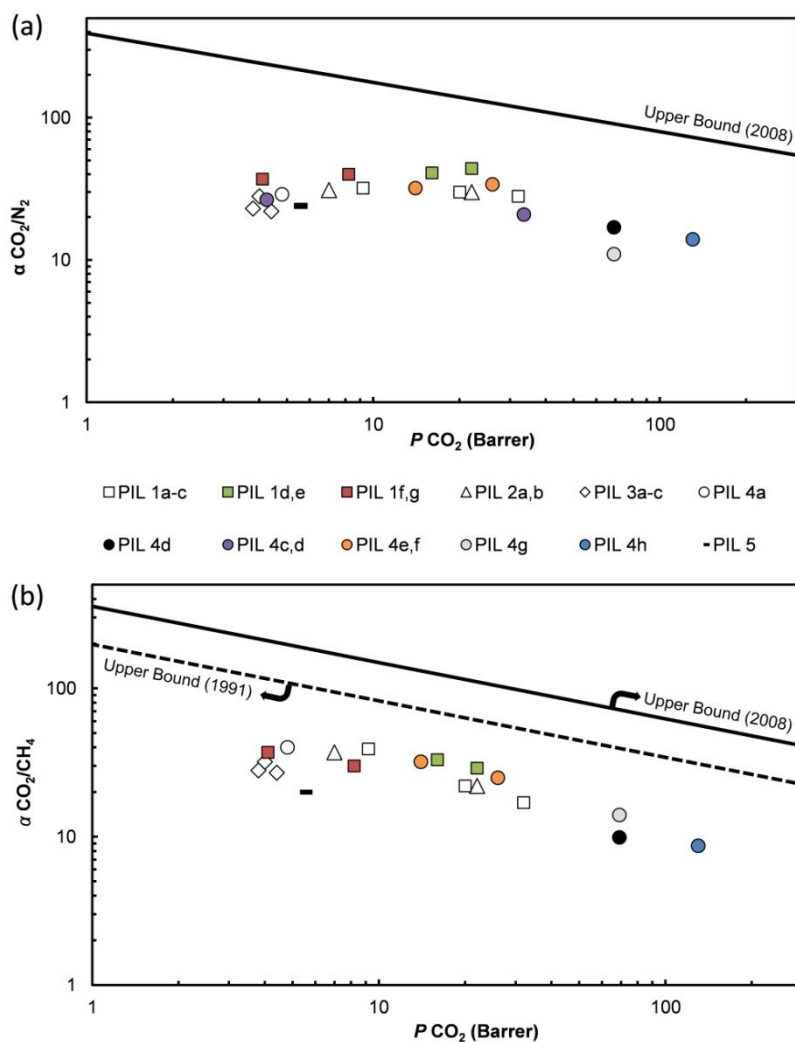 (a)
100
10
1
α CO₂/N₂
Upper Bound (2008)
1
10
100
P CO₂ (Barrer)
PIL 1a-c
PIL 1d,e
PIL 1f,g
PIL 2a,b
PIL 3a-c
PIL 4a
PIL 4d
PIL 4c,d
PIL 4e,f
PIL 4g
PIL 4h
PIL 5
(b)
100
10
1
α CO₂/CH₄
Upper Bound (1991)
Upper Bound (2008)
1
10
100
P CO₂ (Barrer)